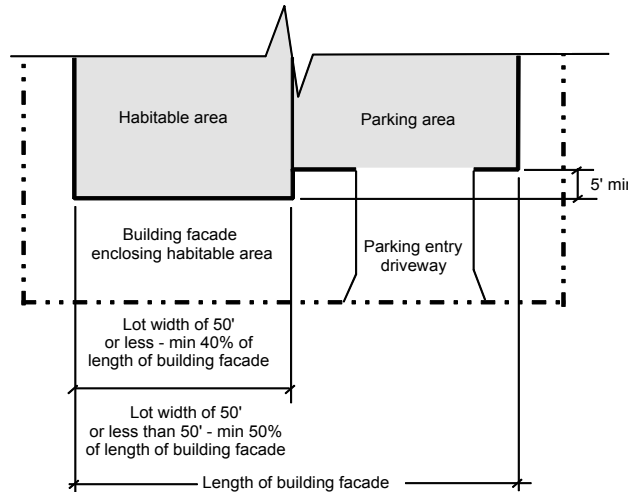 Habitable area
Parking area
5' min
Building facade
enclosing habitable area
Parking entry
driveway
Lot width of 50'
or less - min 40% of
length of building facade
Lot width of 50'
or less than 50' - min 50%
of length of building facade
Length of building facade